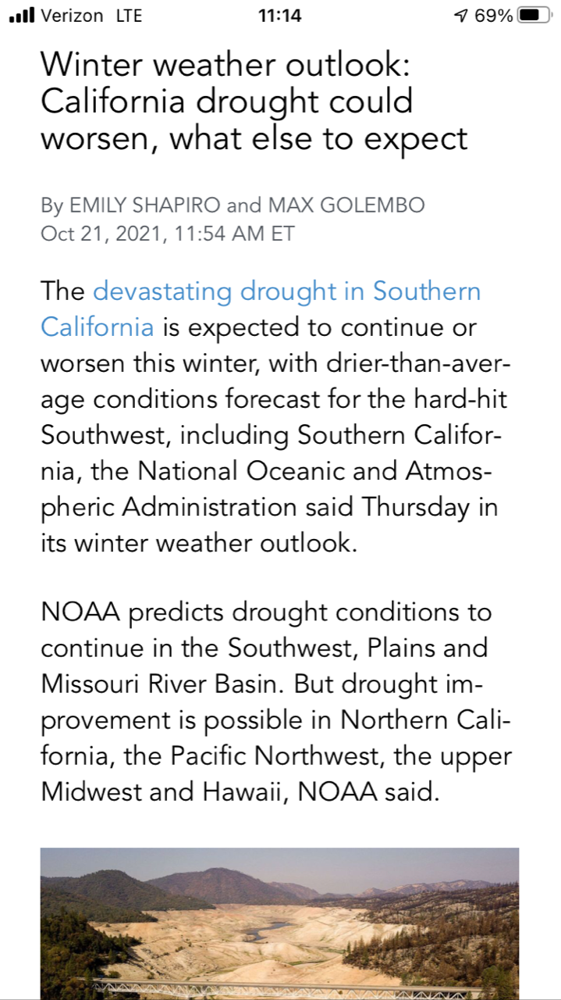 Verizon LTE 11:14 69%
Winter weather outlook:
California drought could
worsen, what else to expect
By EMILY SHAPIRO and MAX GOLEMBO
Oct 21, 2021, 11:54 AM ET
The devastating drought in Southern
California is expected to continue or
worsen this winter, with drier-than-aver-
age conditions forecast for the hard-hit
Southwest, including Southern Califor-
nia, the National Oceanic and Atmos-
pheric Administration said Thursday in
its winter weather outlook.
NOAA predicts drought conditions to
continue in the Southwest, Plains and
Missouri River Basin. But drought im-
provement is possible in Northern Cali-
fornia, the Pacific Northwest, the upper
Midwest and Hawaii, NOAA said.